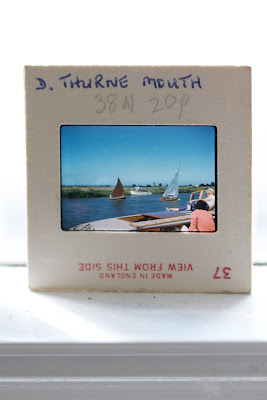 D. THURNE MOUTH
38N 20p
37
MADE IN ENGLAND
VIEW FROM THIS SIDE